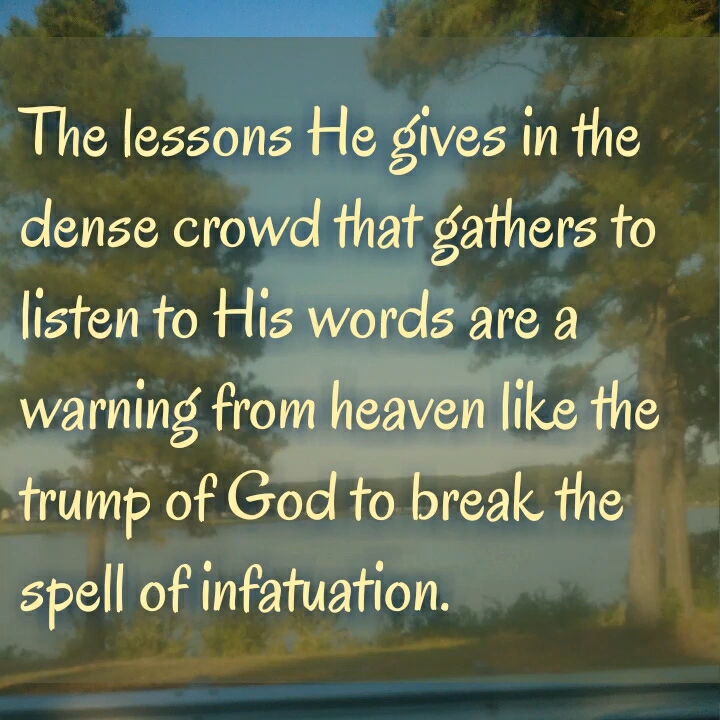 The lessons He gives in the
dense crowd that gathers to
listen to His words are a
warning from heaven like the
trump of God to break the
spell of infatuation.